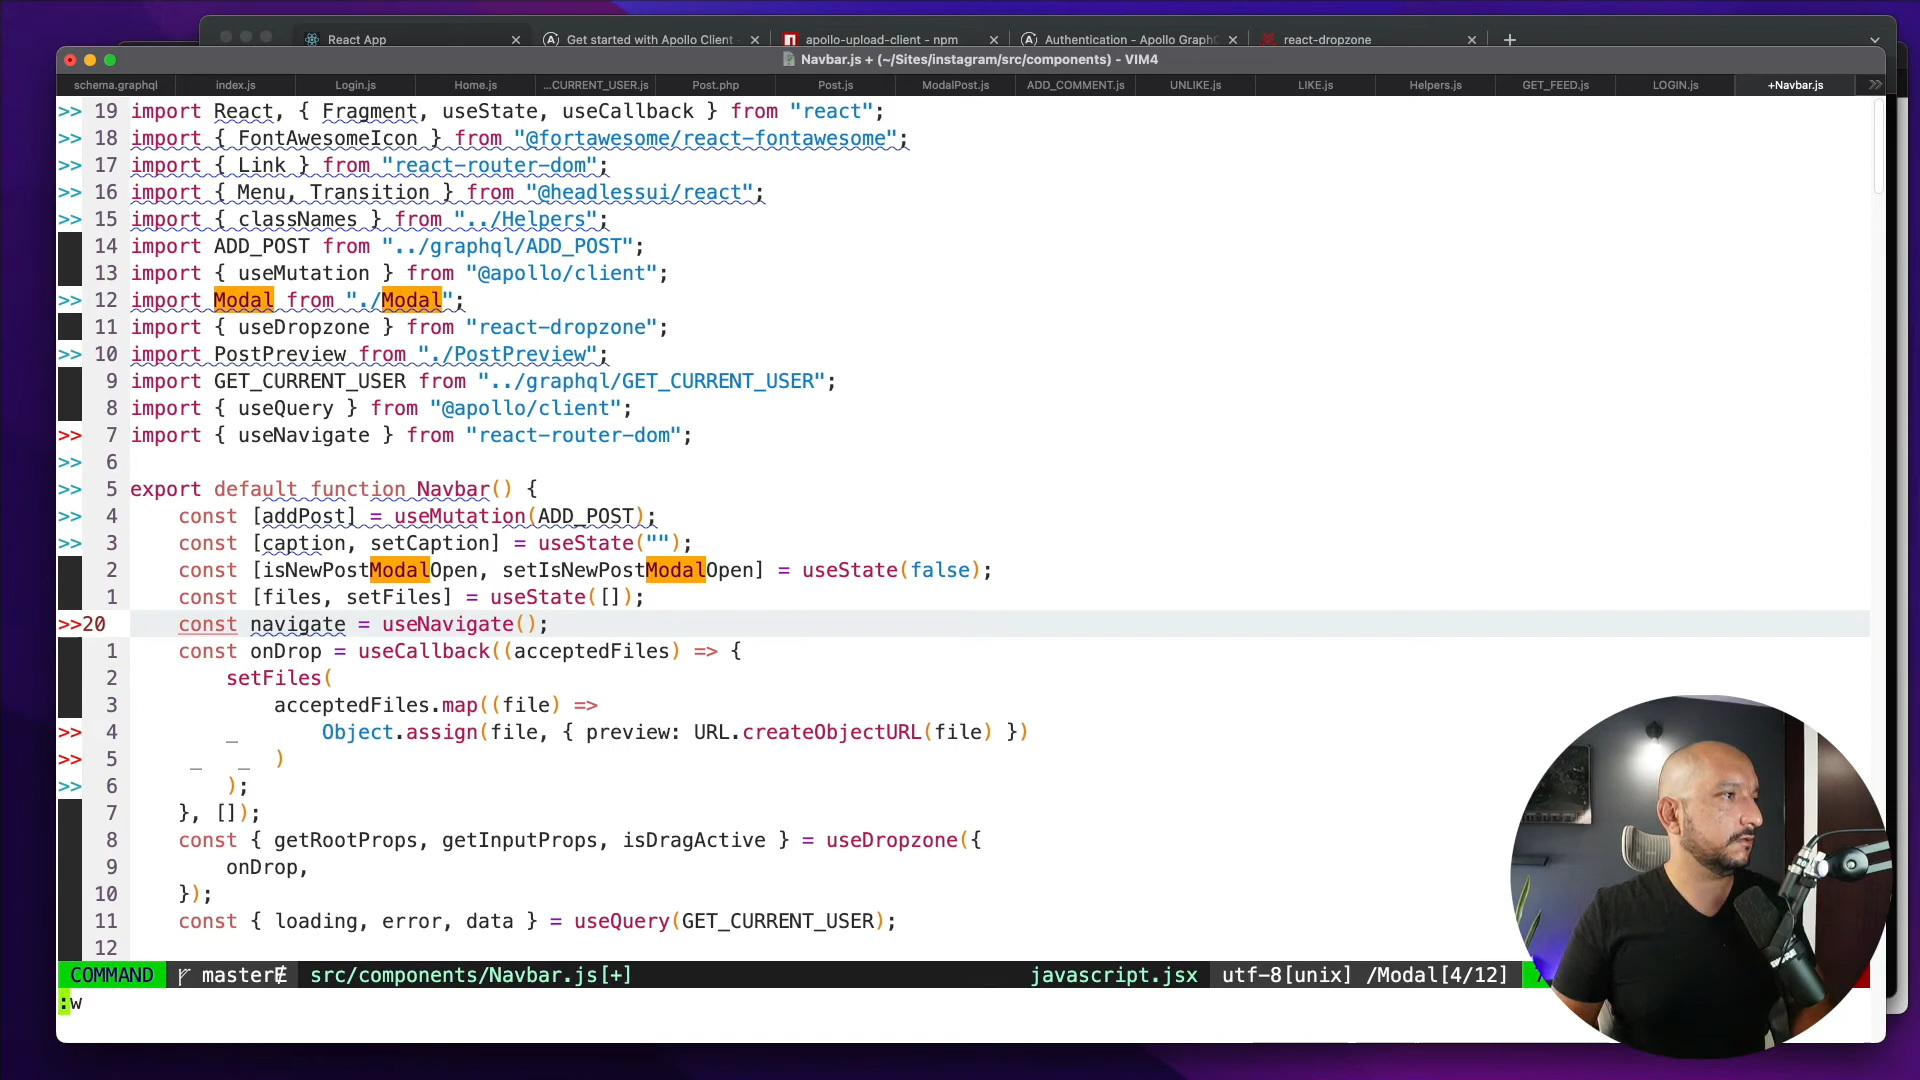 React App
Get started with Apollo Client -
apollo-upload-client - npm
Authentication - Apollo Graph
react-dropzone
Navbar.js + (~/Sites/instagram/src/components) - VIM4
schema.graphql
index.js
Login.js
Home.js
...CURRENT_USER.js
Post.php
Post.js
ModalPost.js
ADD_COMMENT.js
UNLIKE.js
LIKE.js
Helpers.js
GET_FEED.js
LOGIN.js
+Navbar.js
>> 19 import React, { Fragment, useState, useCallback } from "react";
>> 18 import { FontAwesomeIcon } from "@fortawesome/react-fontawesome";
>> 17 import { Link } from "react-router-dom";
>> 16 import { Menu, Transition } from "@headlessui/react";
>> 15 import { classNames } from "../Helpers";
14 import ADD_POST from "../graphql/ADD_POST";
13 import { useMutation } from "@apollo/client";
>> 12 import Modal from "./Modal";
11 import { useDropzone } from "react-dropzone";
>> 10 import PostPreview from "./PostPreview";
9 import GET_CURRENT_USER from "../graphql/GET_CURRENT_USER";
8 import { useQuery } from "@apollo/client";
>> 7 import { useNavigate } from "react-router-dom";
>> 6
>> 5 export default function Navbar() {
>> 4 const [addPost] = useMutation(ADD_POST);
>> 3 const [caption, setCaption] = useState("");
2 const [isNewPostModalOpen, setIsNewPostModalOpen] = useState(false);
1 const [files, setFiles] = useState([]);
>>20 const navigate = useNavigate();
1 const onDrop = useCallback((acceptedFiles) => {
2 setFiles(
3 acceptedFiles.map((file) =>
>> 4 Object.assign(file, { preview: URL.createObjectURL(file) })
>> 5 )
>> 6 );
7 }, []);
8 const { getRootProps, getInputProps, isDragActive } = useDropzone({
9 onDrop,
10 });
11 const { loading, error, data } = useQuery(GET_CURRENT_USER);
12
COMMAND master src/components/Navbar.js[+] javascript.jsx utf-8[unix] /Modal[4/12]
:w